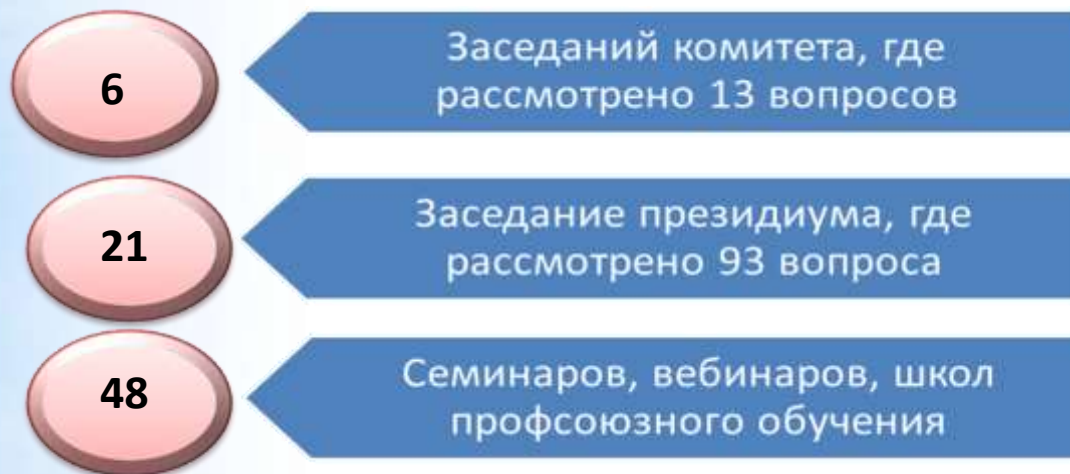 6
Заседаний комитета, где
рассмотрено 13 вопросов
21
Заседание президиума, где
рассмотрено 93 вопроса
48
Семинаров, вебинаров, школ
профсоюзного обучения